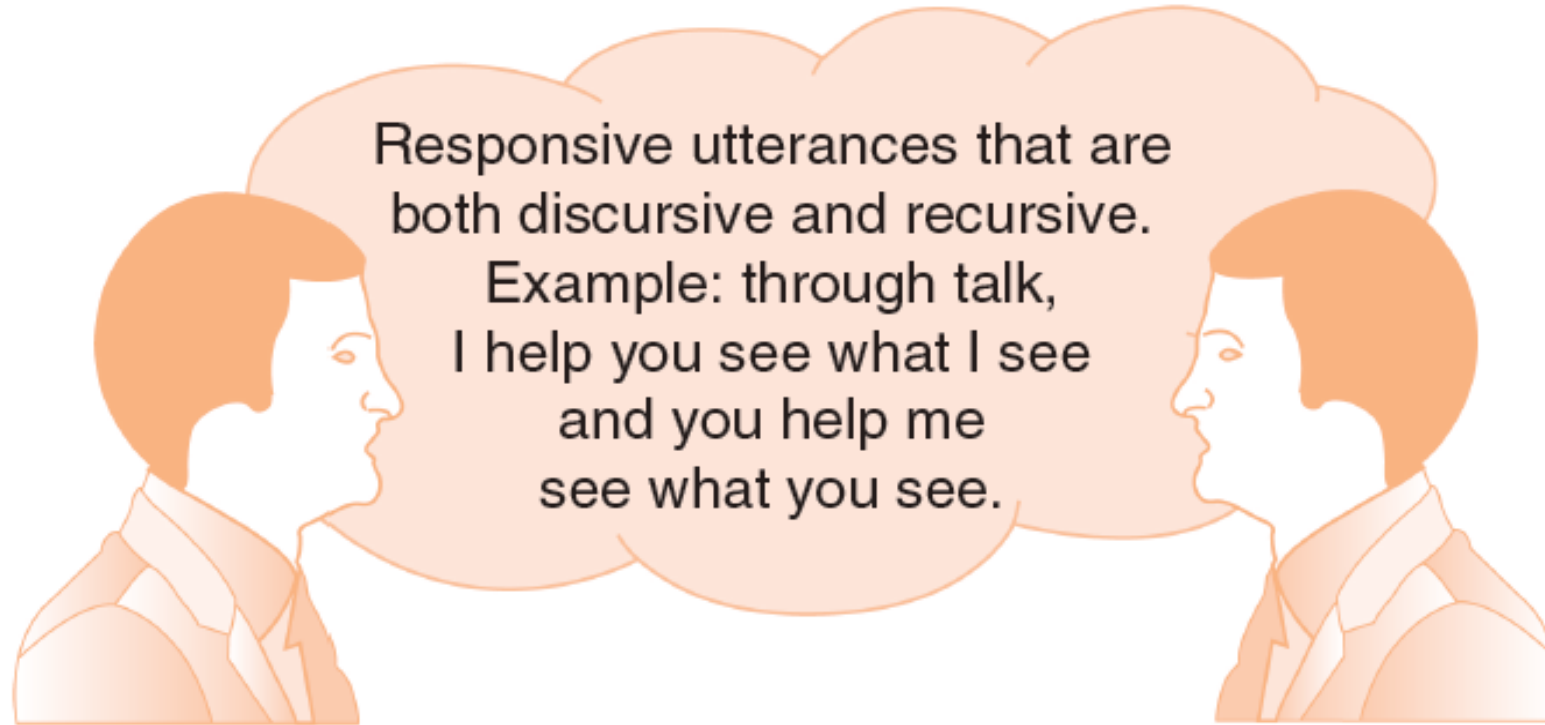 Responsive utterances that are
both discursive and recursive.
Example: through talk,
I help you see what I see
and you help me
see what you see.